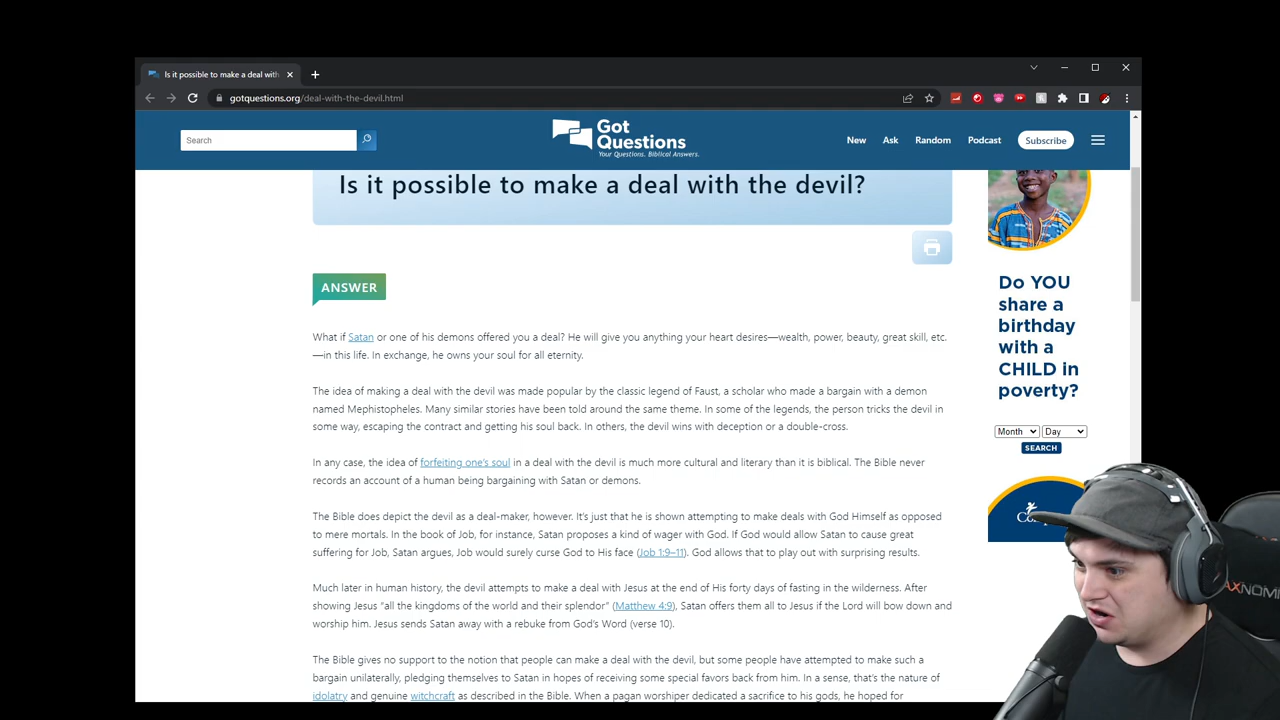 Is it possible to make a deal with
gotquestions.org/deal-with-the-devil.html
Search
Got
Questions
Your Questions. Biblical Answers.
New
Ask
Random
Podcast
Subscribe
Is it possible to make a deal with the devil?
ANSWER
What if Satan or one of his demons offered you a deal? He will give you anything your heart desires—wealth, power, beauty, great skill, etc.
—in this life. In exchange, he owns your soul for all eternity.
The idea of making a deal with the devil was made popular by the classic legend of Faust, a scholar who made a bargain with a demon
named Mephistopheles. Many similar stories have been told around the same theme. In some of the legends, the person tricks the devil in
some way, escaping the contract and getting his soul back. In others, the devil wins with deception or a double-cross.
In any case, the idea of forfeiting one's soul in a deal with the devil is much more cultural and literary than it is biblical. The Bible never
records an account of a human being bargaining with Satan or demons.
The Bible does depict the devil as a deal-maker, however. It's just that he is shown attempting to make deals with God Himself as opposed
to mere mortals. In the book of Job, for instance, Satan proposes a kind of wager with God. If God would allow Satan to cause great
suffering for Job, Satan argues, Job would surely curse God to His face (Job 1:9–11). God allows that to play out with surprising results.
Much later in human history, the devil attempts to make a deal with Jesus at the end of His forty days of fasting in the wilderness. After
showing Jesus "all the kingdoms of the world and their splendor" (Matthew 4:9), Satan offers them all to Jesus if the Lord will bow down and
worship him. Jesus sends Satan away with a rebuke from God's Word (verse 10).
The Bible gives no support to the notion that people can make a deal with the devil, but some people have attempted to make such a
bargain unilaterally, pledging themselves to Satan in hopes of receiving some special favors back from him. In a sense, that's the nature of
idolatry and genuine witchcraft as described in the Bible. When a pagan worshiper dedicated a sacrifice to his gods, he hoped for
Do YOU
share a
birthday
with a
CHILD in
poverty?
Month
Day
SEARCH